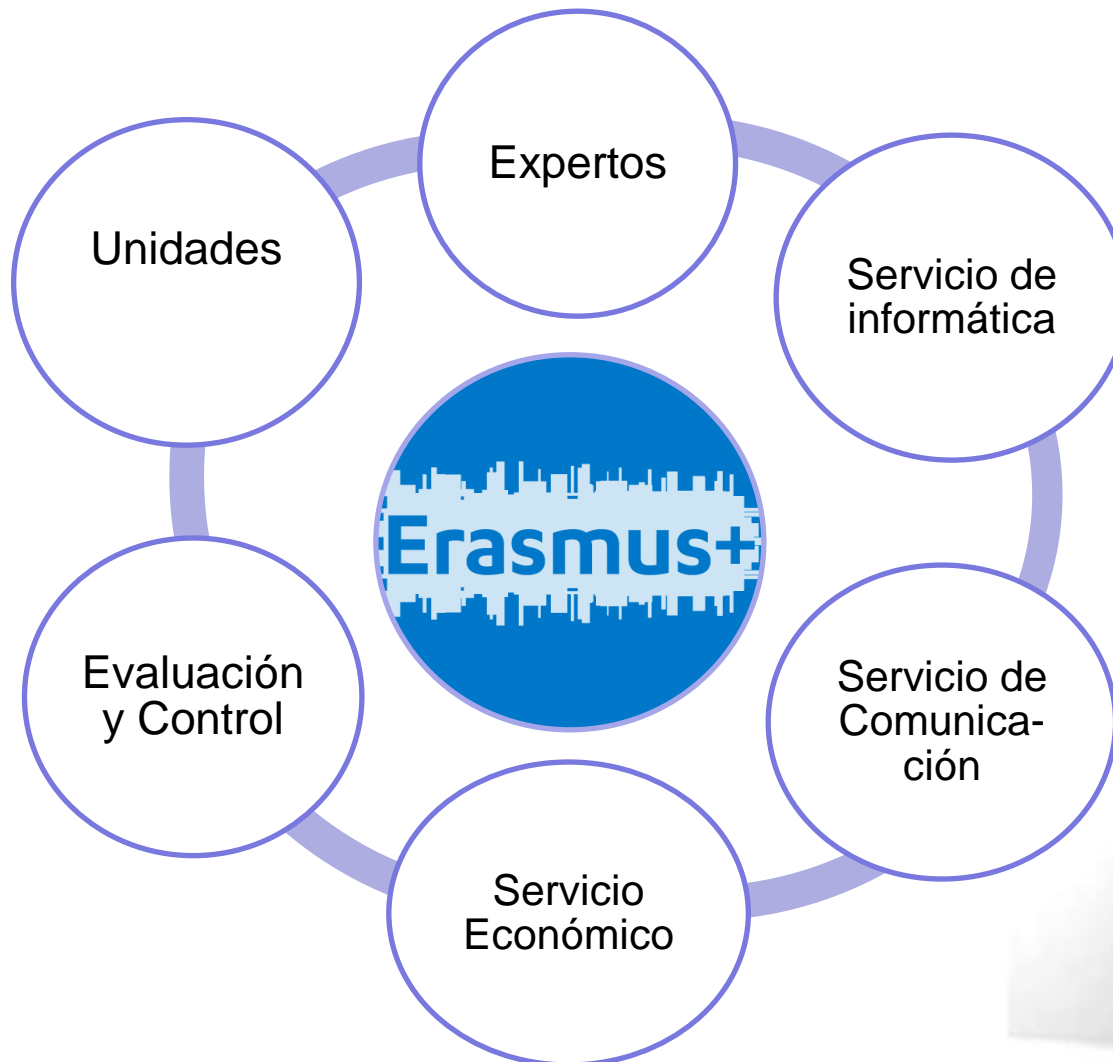 Expertos
Unidades
Servicio de
informática
Erasmus+
Evaluación
y Control
Servicio de
Comunica-
ción
Servicio
Económico